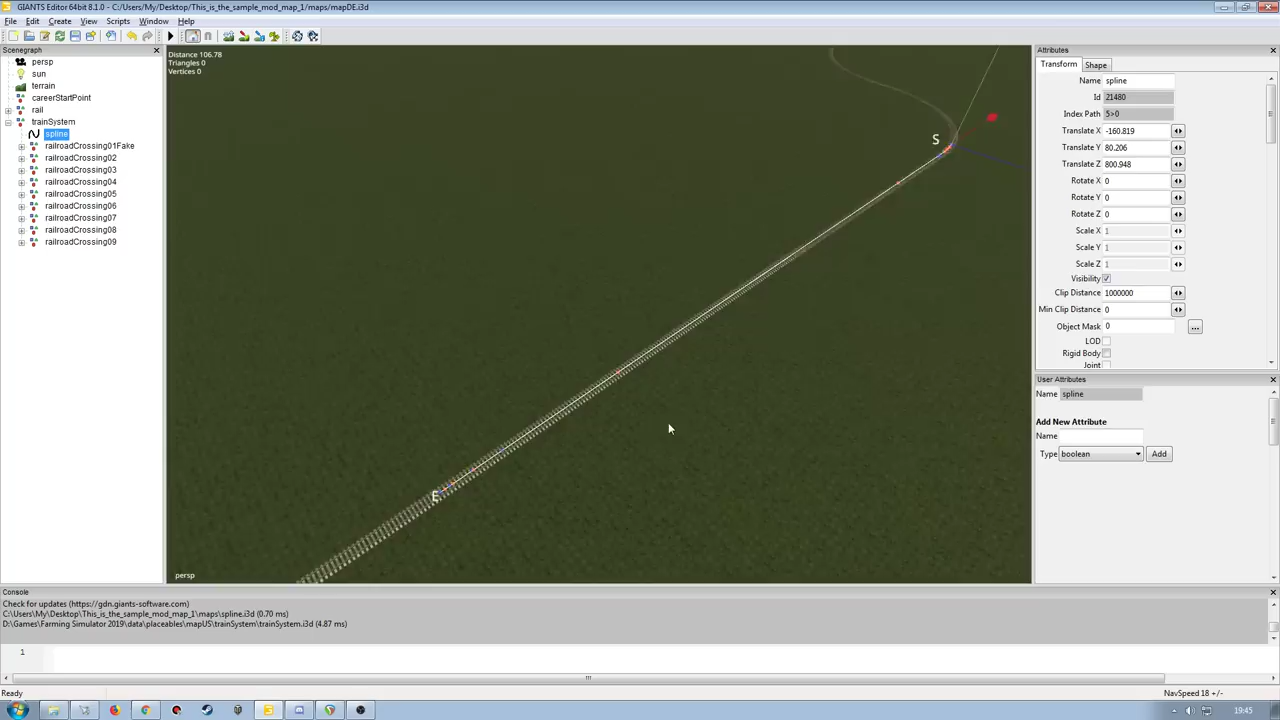 GIANTS Editor 64bit 8.1.0 - C:/Users/My/Desktop/This_is_the_sample_mod_map_1/maps/mapDE.i3d
File Edit Create View Scripts Window Help
Scenegraph
persp
sun
terrain
careerStartPoint
rail
trainSystem
spline
railroadCrossing01Fake
railroadCrossing02
railroadCrossing03
railroadCrossing04
railroadCrossing05
railroadCrossing06
railroadCrossing07
railroadCrossing08
railroadCrossing09
Distance 106.78
Triangles 0
Vertices 0
S
E
persp
Attributes
Transform Shape
Name spline
Id 21480
Index Path 5>0
Translate X -160.819
Translate Y 80.206
Translate Z 800.948
Rotate X 0
Rotate Y 0
Rotate Z 0
Scale X 1
Scale Y 1
Scale Z 1
Visibility
Clip Distance 1000000
Min Clip Distance 0
Object Mask 0 ...
LOD
Rigid Body
Joint
User Attributes
Name spline
Add New Attribute
Name
Type boolean Add
Console
Check for updates (https://gdn.giants-software.com)
C:\Users\My\Desktop\This_is_the_sample_mod_map_1\maps\spline.i3d (0.70 ms)
D:\Games\Farming Simulator 2019\data\placeables\mapUS\trainSystem\trainSystem.i3d (4.87 ms)
1
Ready
NavSpeed 18 +/-
19:45